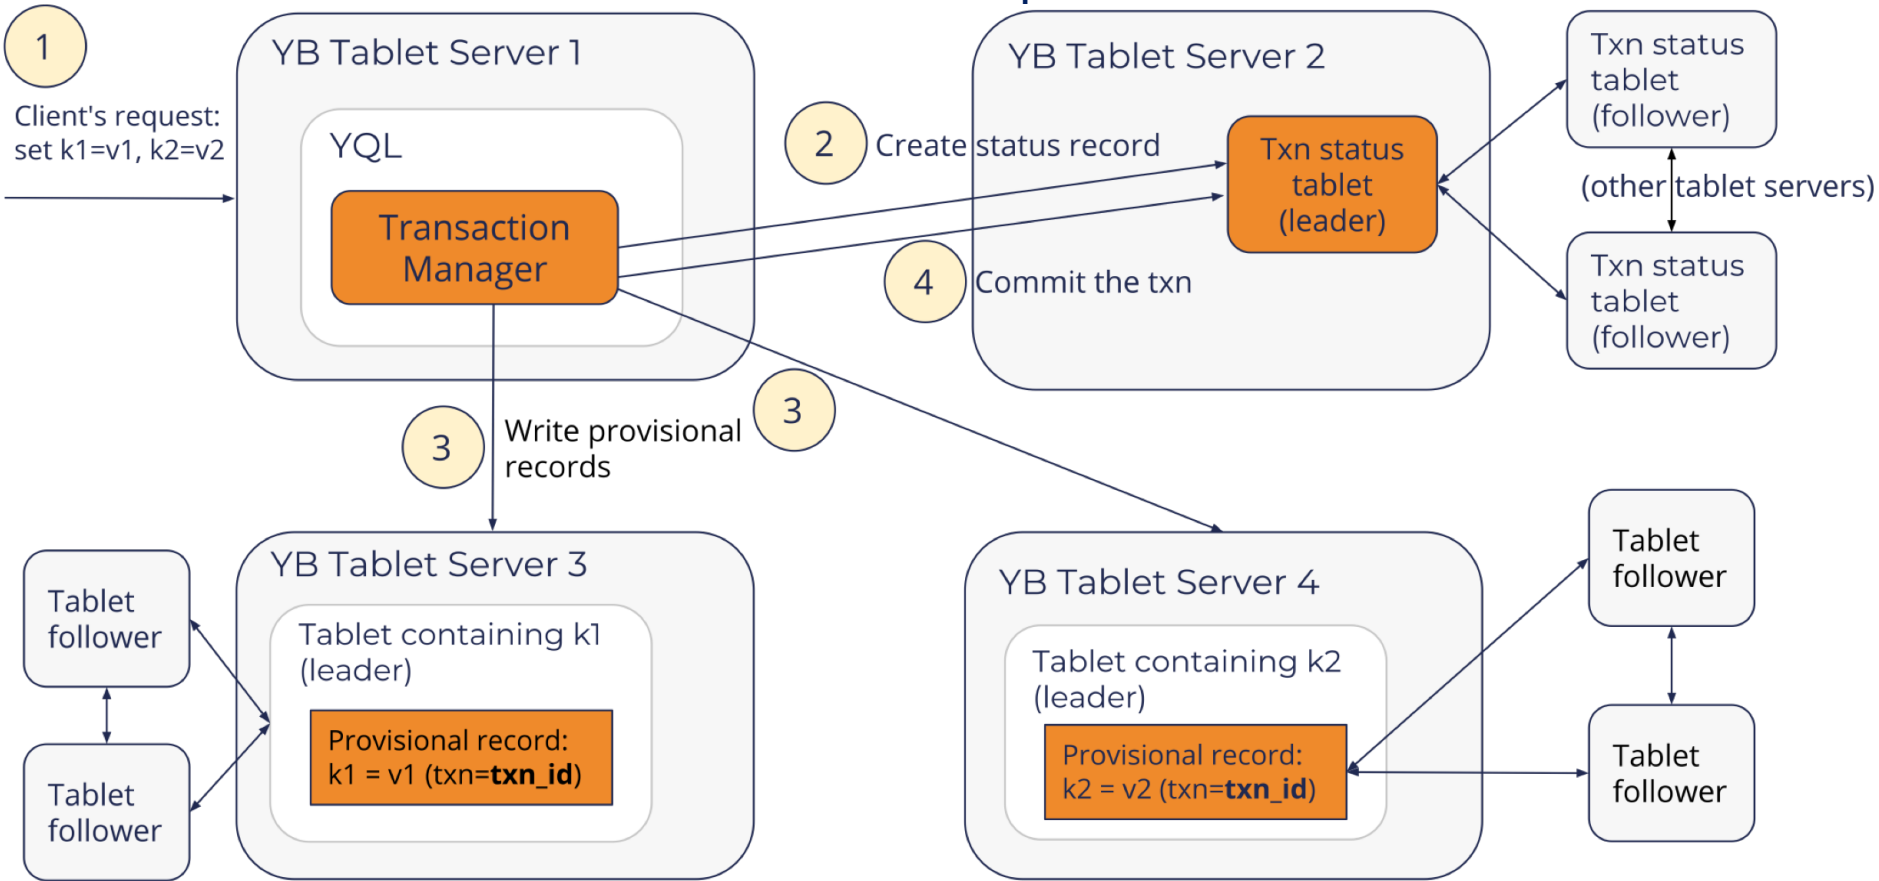 1
Client's request:
set k1=v1, k2=v2
YB Tablet Server 1
YQL
Transaction
Manager
2
Create status record
4
Commit the txn
YB Tablet Server 2
Txn status
tablet
(leader)
Txn status
tablet
(follower)
(other tablet servers)
Txn status
tablet
(follower)
3
Write provisional
records
3
Tablet
follower
Tablet
follower
YB Tablet Server 3
Tablet containing k1
(leader)
Provisional record:
k1 = v1 (txn=txn_id)
YB Tablet Server 4
Tablet containing k2
(leader)
Provisional record:
k2 = v2 (txn=txn_id)
Tablet
follower
Tablet
follower